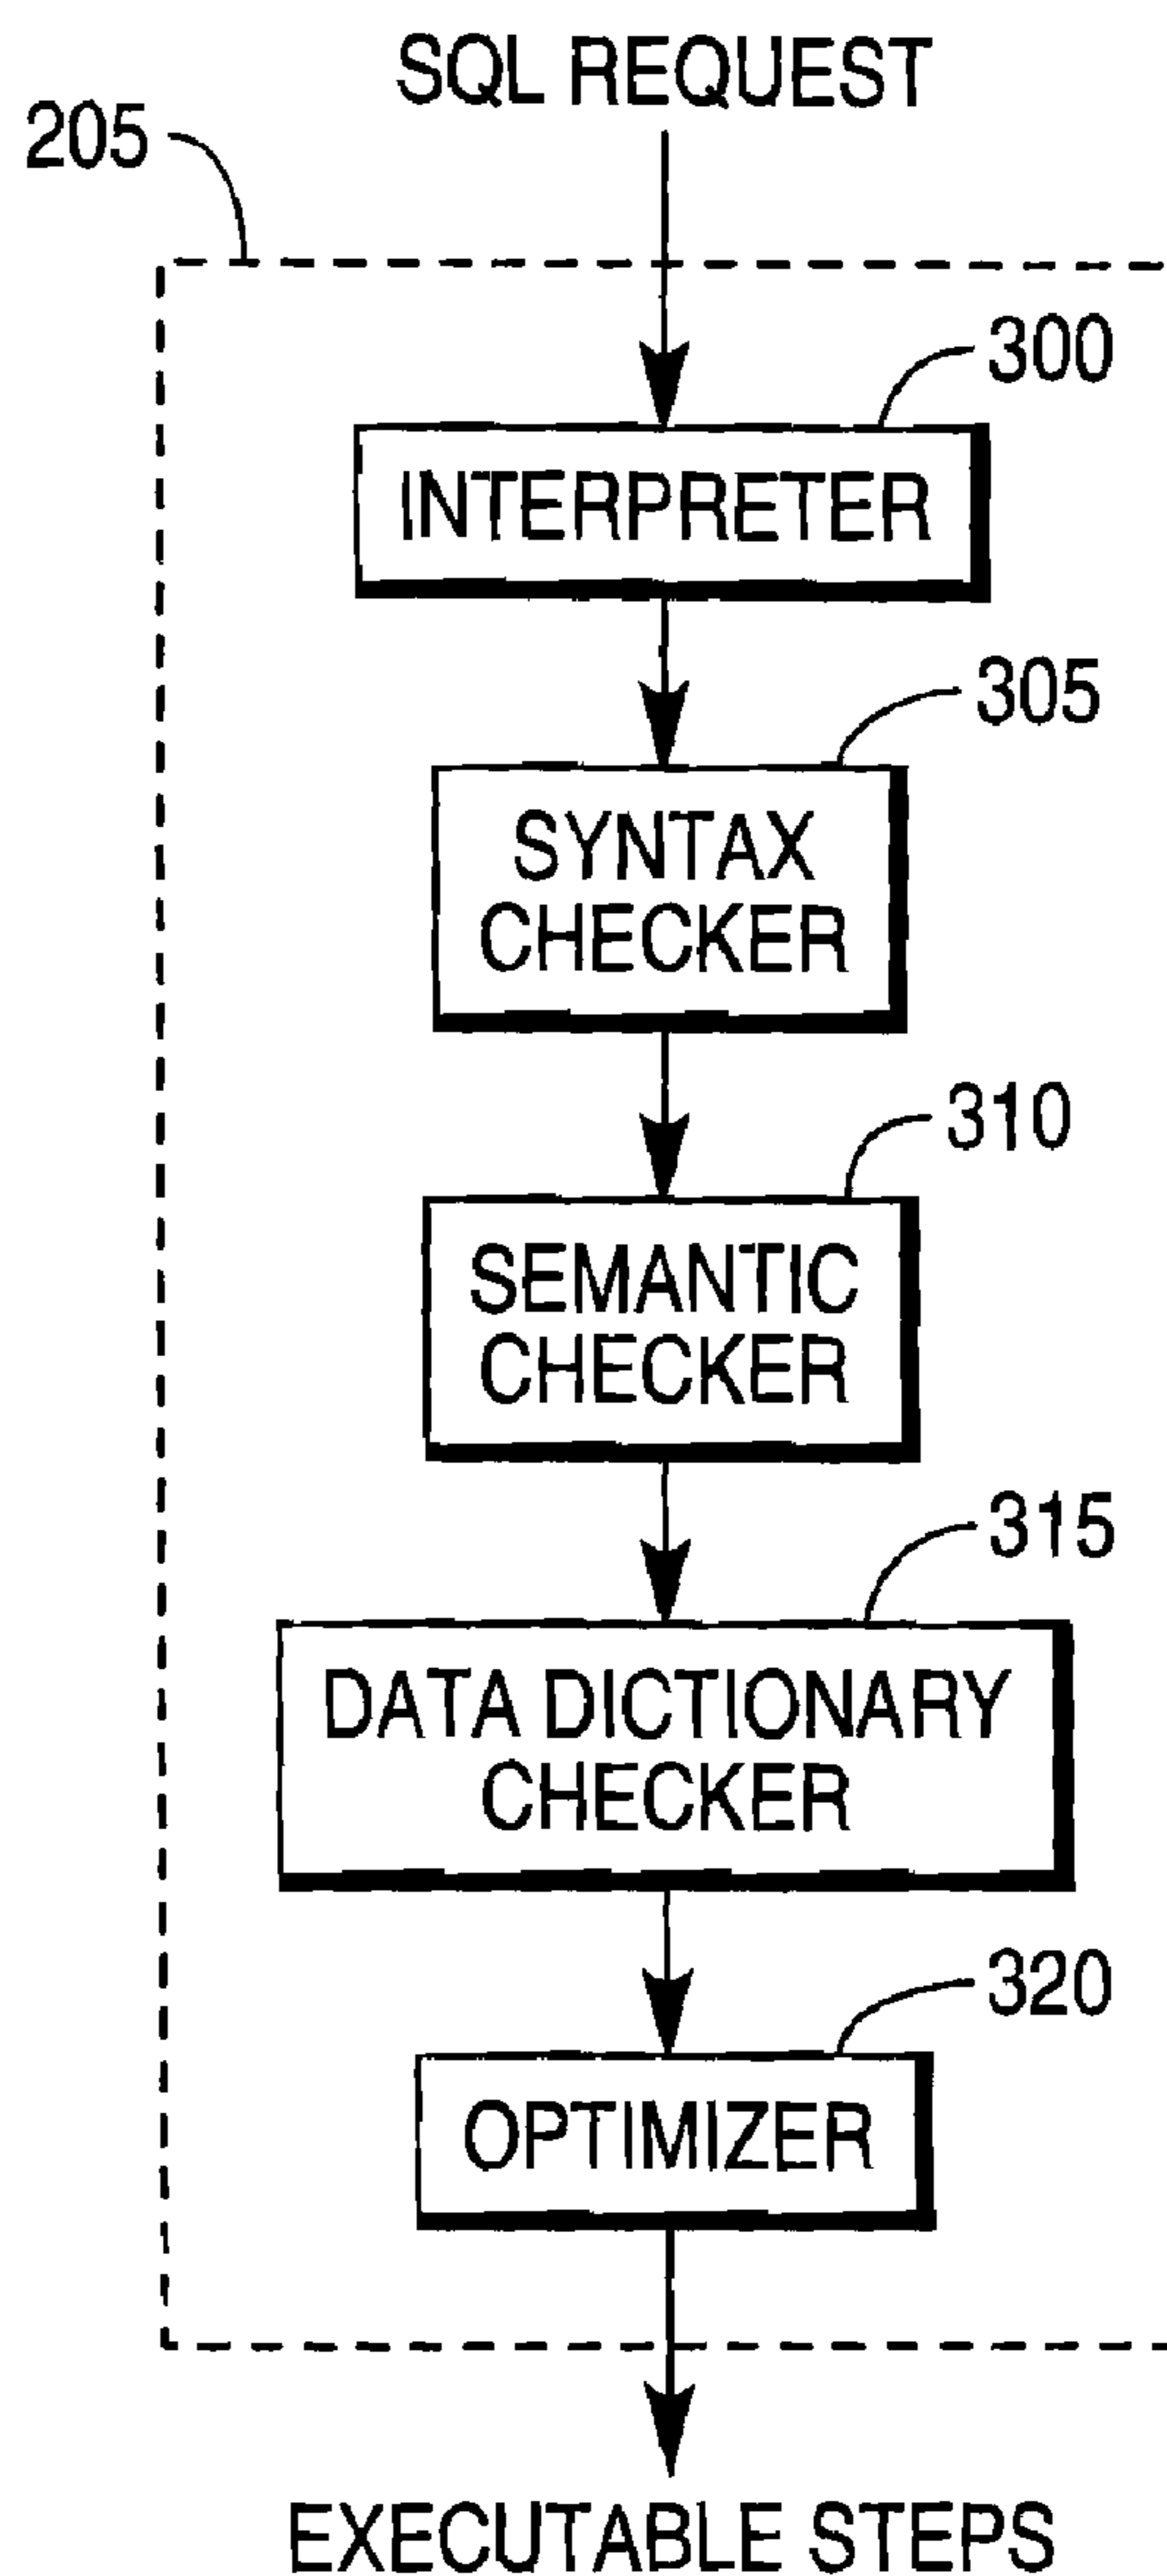 SQL REQUEST
205
300
INTERPRETER
305
SYNTAX
CHECKER
310
SEMANTIC
CHECKER
315
DATA DICTIONARY
CHECKER
320
OPTIMIZER
EXECUTABLE STEPS